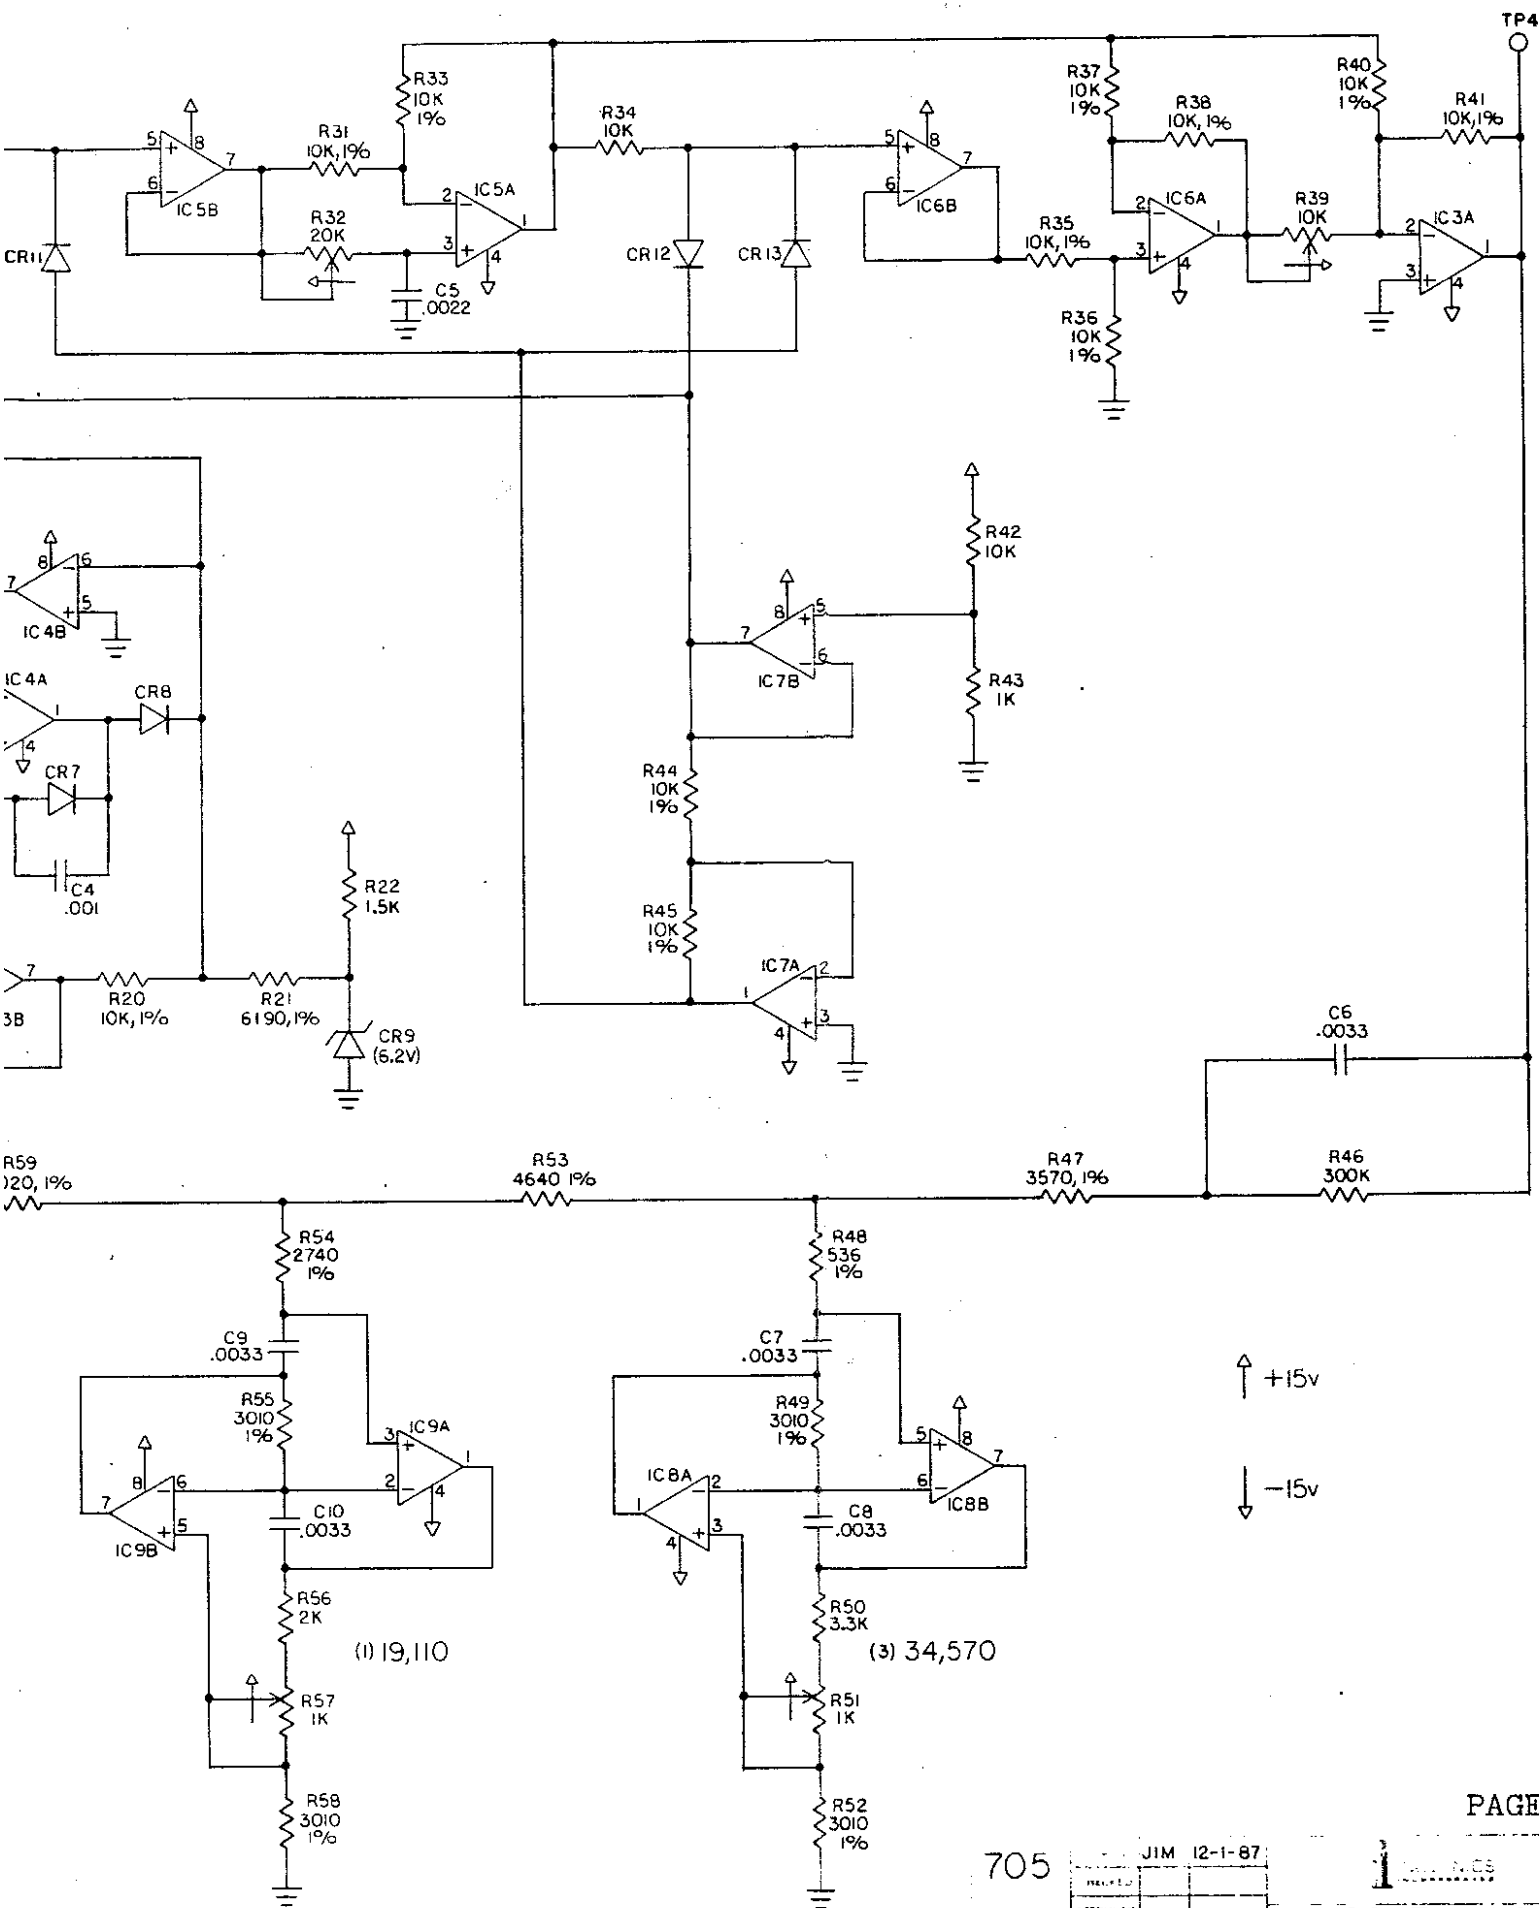 TP4
R33
10K
1%
R37
10K
1%
R40
10K
1%
R34
10K
R38
10K,1%
R41
10K,1%
R31
10K,1%
5
+
8
7
6
-
IC5B
5
+
8
7
6
-
IC6B
IC5A
2
-
1
3
+
4
R32
20K
C5
.0022
CR11
CR12
CR13
R35
10K,1%
IC6A
2
-
1
3
+
4
R39
10K
IC3A
2
-
1
3
+
4
R36
10K
1%
R42
10K
8
-
6
7
+
5
IC4B
8
+
5
7
-
6
IC7B
R43
1K
IC4A
1
4
CR8
CR7
C4
.001
R44
10K
1%
R22
1.5K
R45
10K
1%
IC7A
-
2
1
+
3
4
7
3B
R20
10K,1%
R21
6190,1%
CR9
(6.2V)
C6
.0033
R59
020,1%
R53
4640 1%
R47
3570,1%
R46
300K
R54
2740
1%
R48
536
1%
C9
.0033
C7
.0033
R55
3010
1%
R49
3010
1%
+15v
IC9A
3
+
1
2
-
4
5
+
8
7
6
-
IC8B
8
-
6
7
+
5
IC9B
IC8A
-
2
1
+
3
4
-15v
C10
.0033
C8
.0033
R56
2K
R50
3.3K
(1) 19,110
(3) 34,570
R57
1K
R51
1K
R58
3010
1%
R52
3010
1%
PAGE
705
JIM 12-1-87